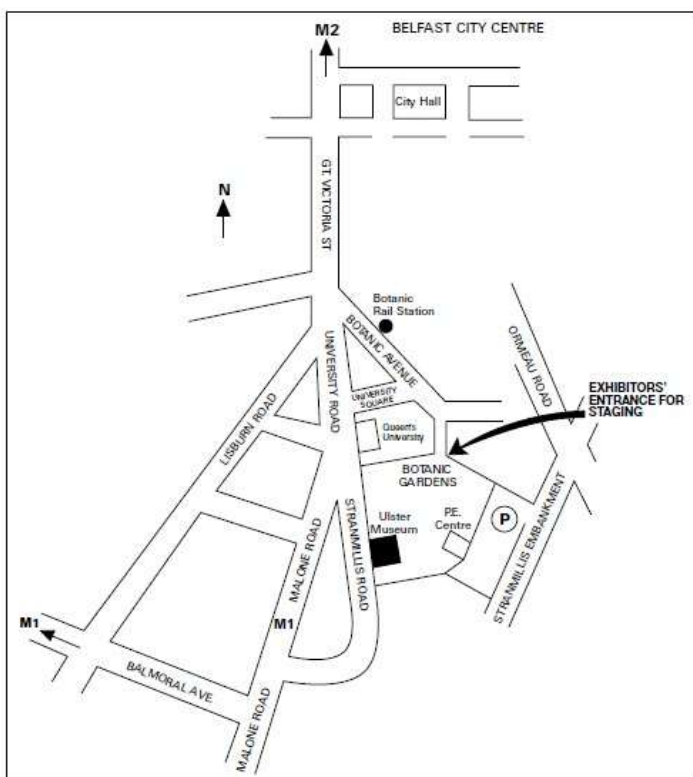 M2
BELFAST CITY CENTRE
City Hall
N
GT. VICTORIA ST
Botanic
Rail Station
BOTANIC AVENUE
ORMEAU ROAD
UNIVERSITY ROAD
EXHIBITORS'
ENTRANCE FOR
STAGING
UNIVERSITY
SQUARE
LISBURN ROAD
Queen's
University
BOTANIC
GARDENS
STRANMILLIS ROAD
Ulster
Museum
P.E.
Centre
P
STRANMILLIS EMBANKMENT
MALONE ROAD
M1
M1
BALMORAL AVE
MALONE ROAD